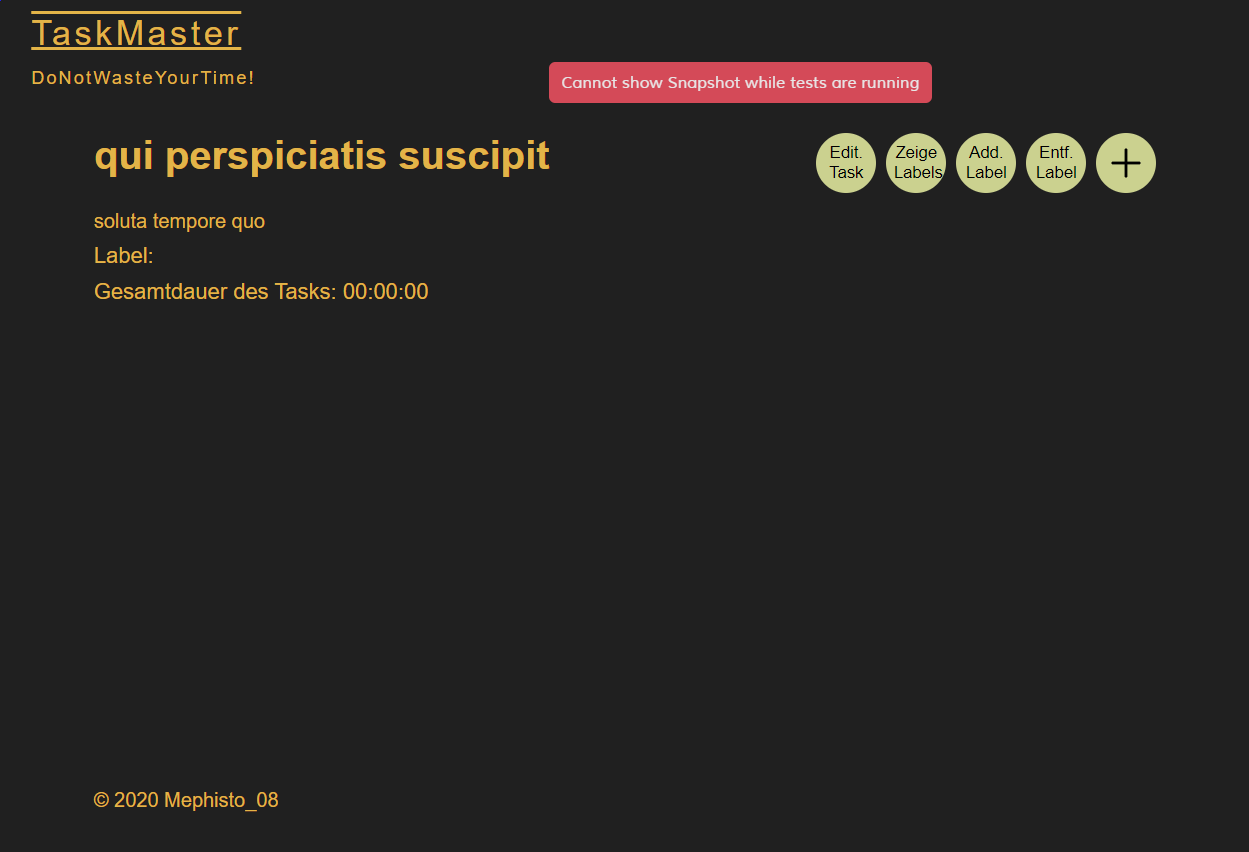 TaskMaster
DoNotWasteYourTime!
Cannot show Snapshot while tests are running
qui perspiciatis suscipit
Edit.
Task
Zeige
Labels
Add.
Label
Entf.
Label
soluta tempore quo
Label:
Gesamtdauer des Tasks: 00:00:00
© 2020 Mephisto_08